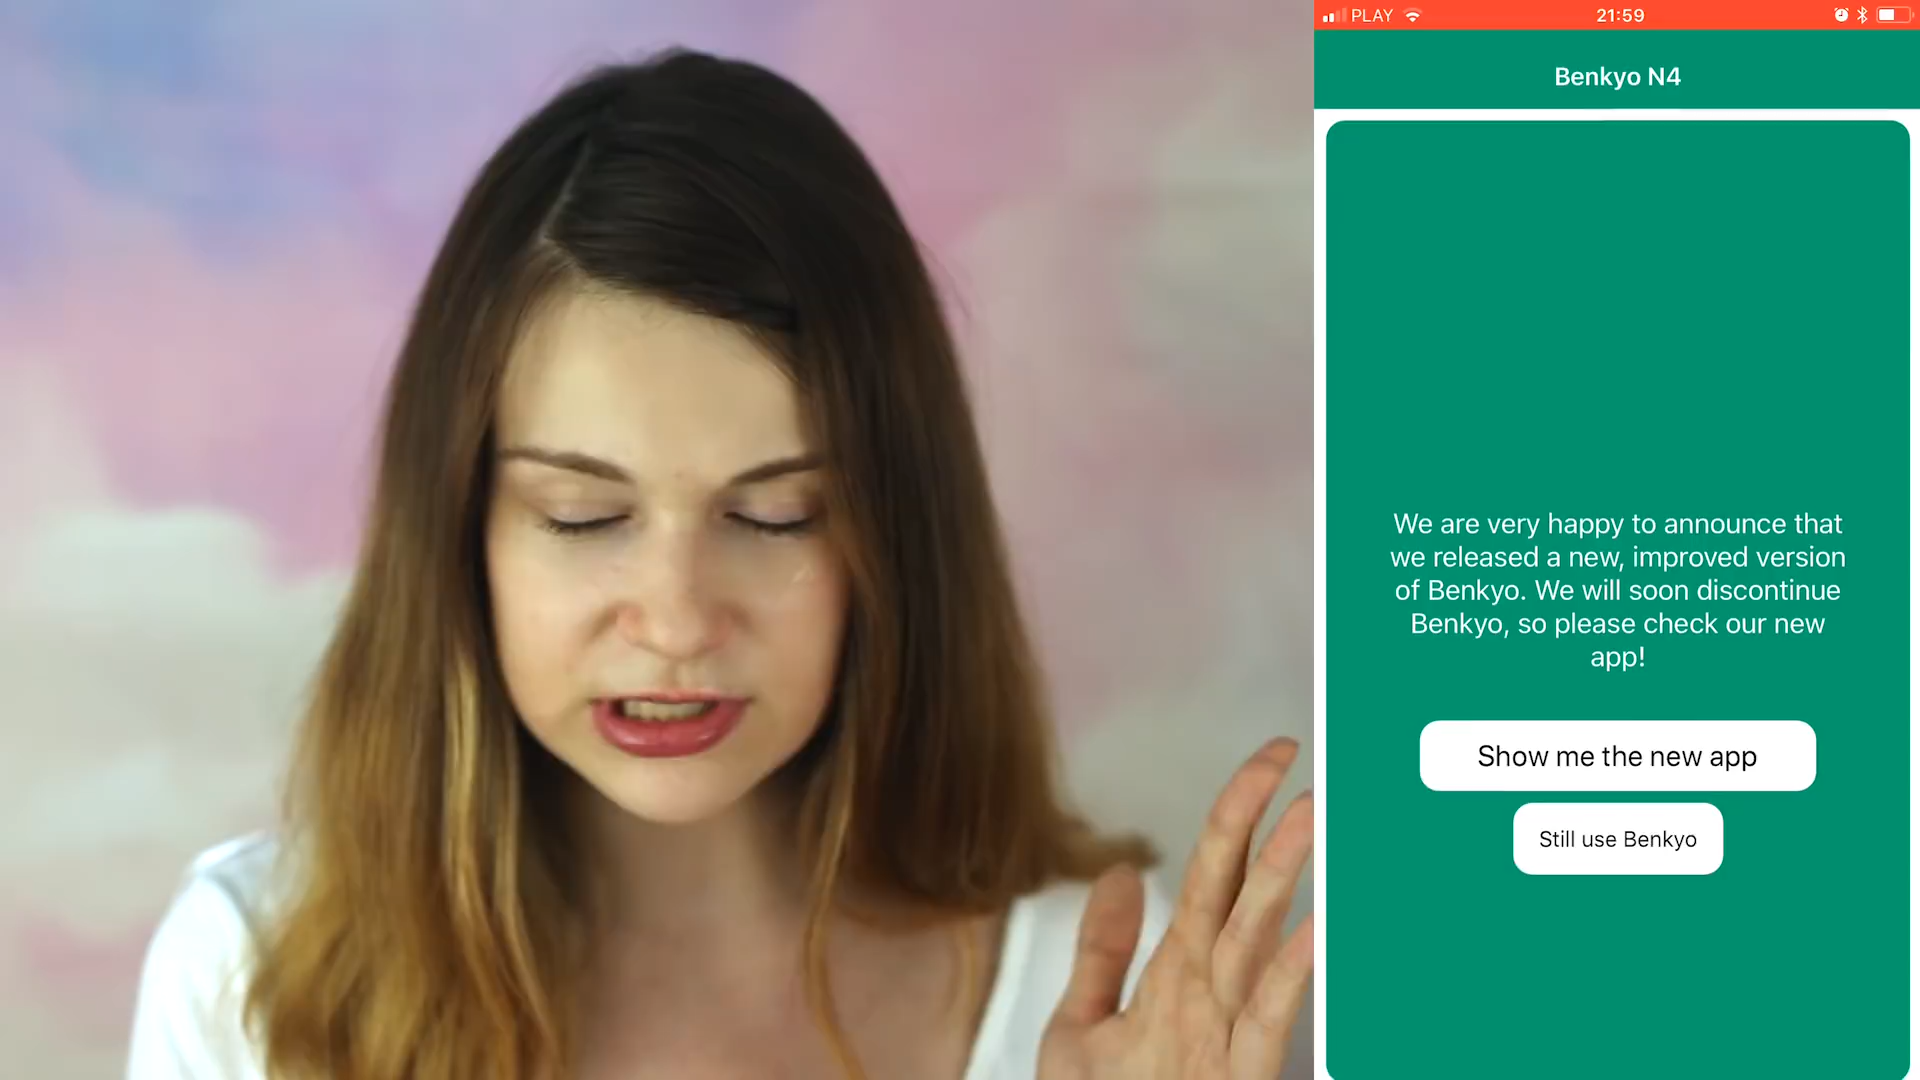 PLAY
21:59
Benkyo N4
We are very happy to announce that
we released a new, improved version
of Benkyo. We will soon discontinue
Benkyo, so please check our new
app!
Show me the new app
Still use Benkyo